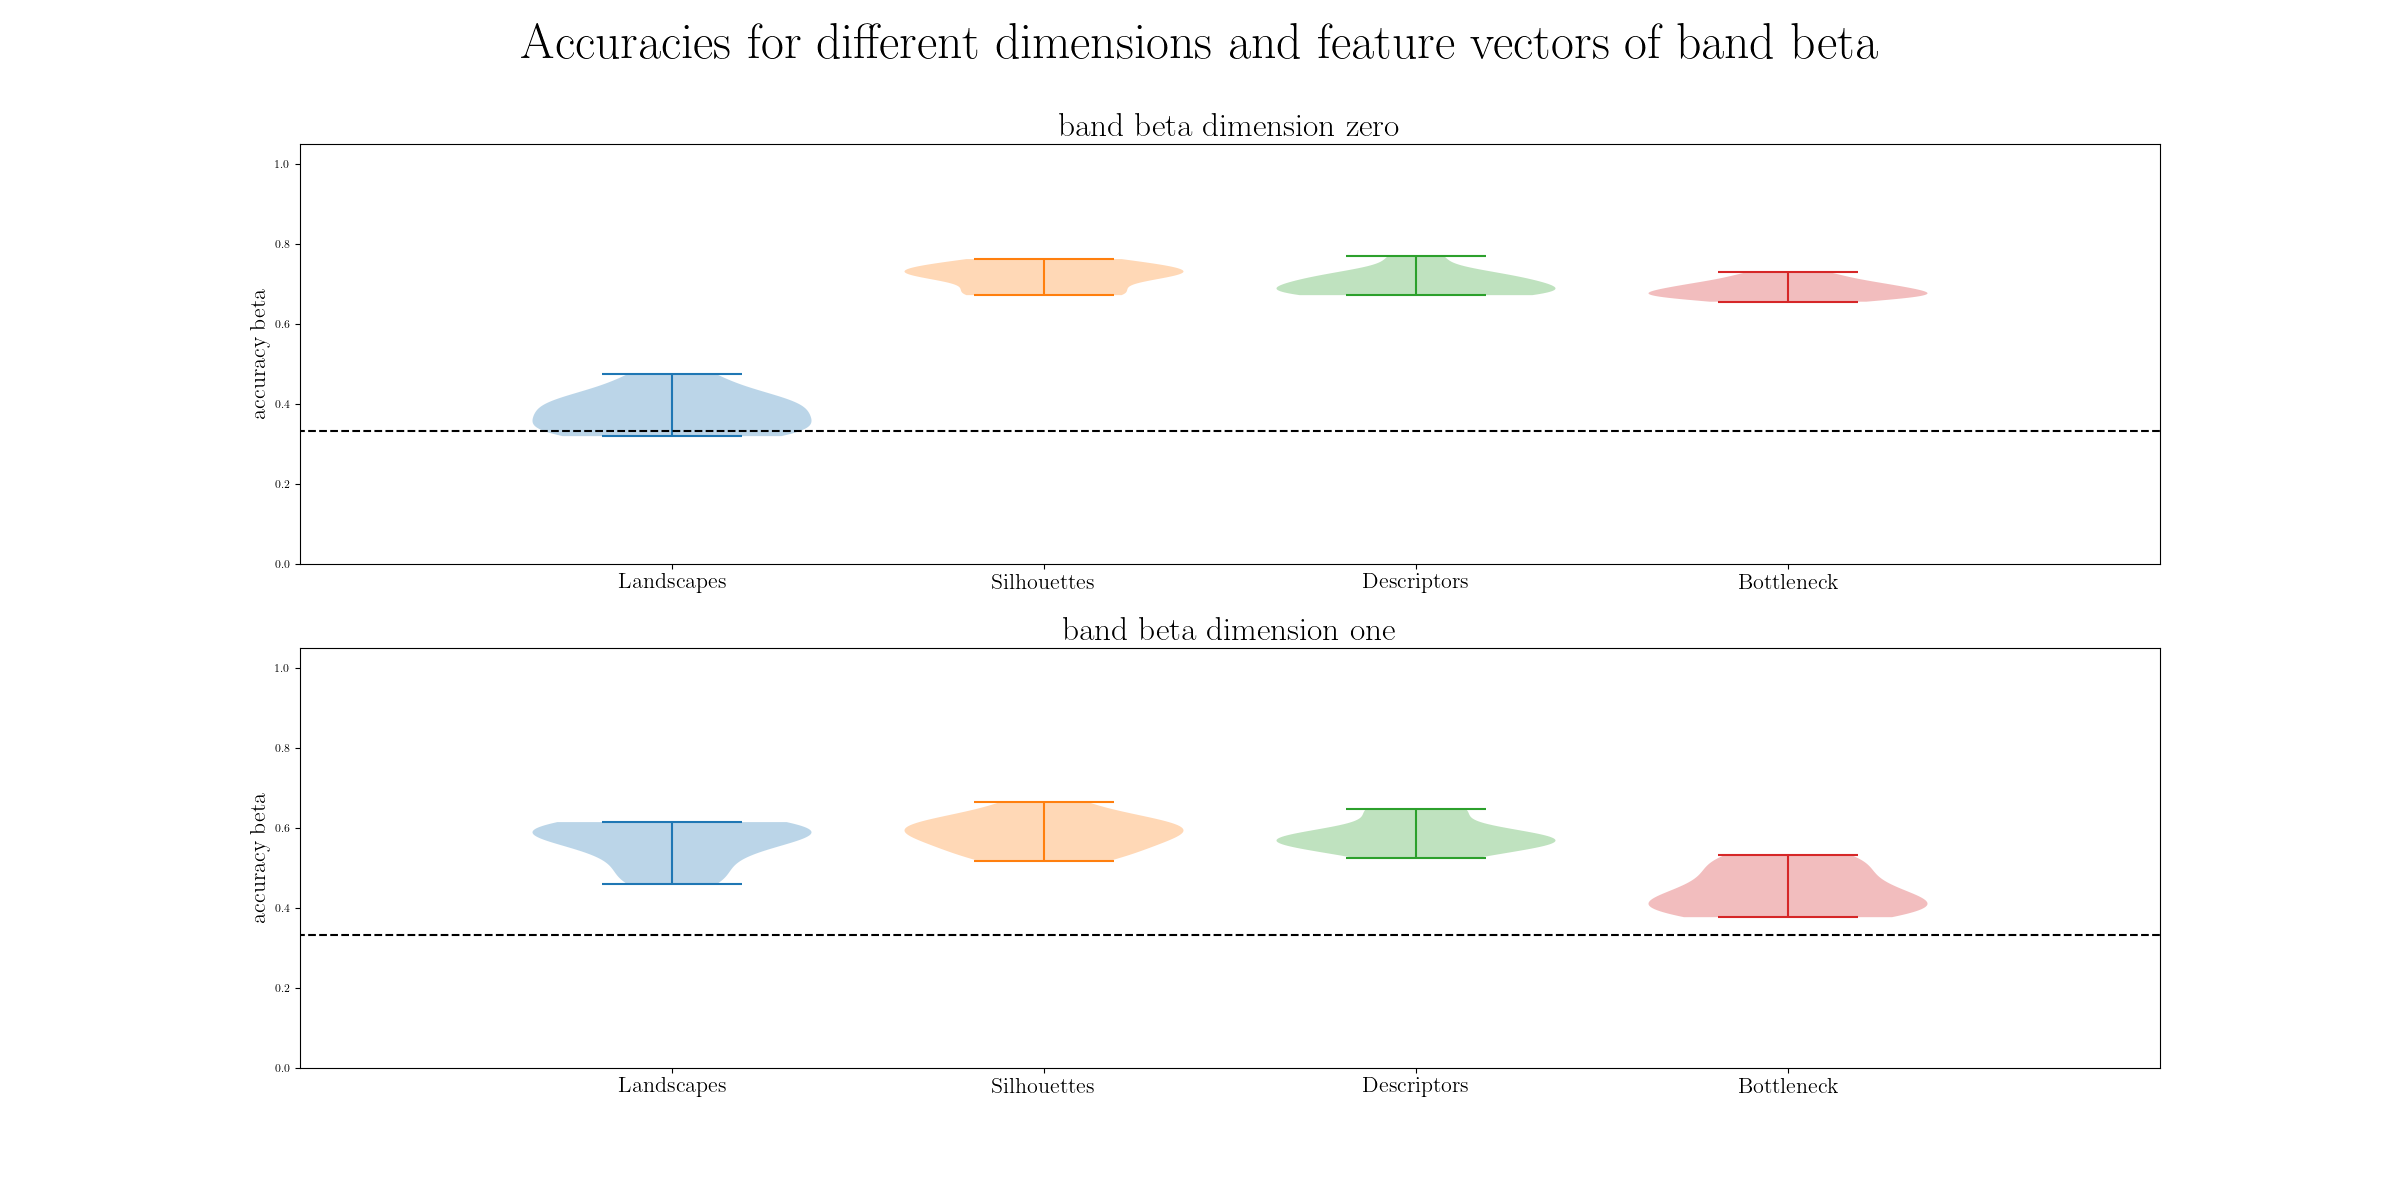 Accuracies for different dimensions and feature vectors of band beta
band beta dimension zero
accuracy beta
1.0
0.8
0.6
0.4
0.2
0.0
Landscapes Silhouettes Descriptors Bottleneck
band beta dimension one
accuracy beta
1.0
0.8
0.6
0.4
0.2
0.0
Landscapes Silhouettes Descriptors Bottleneck